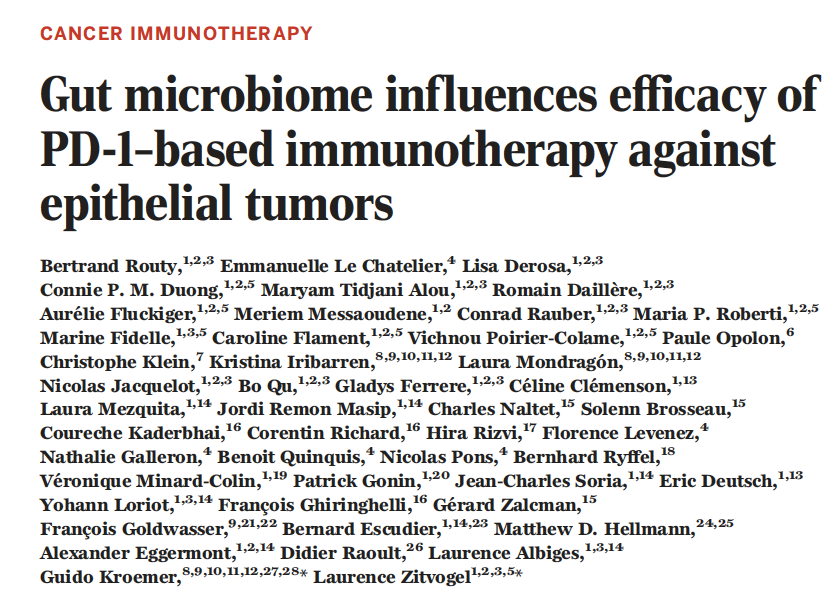 CANCER IMMUNOTHERAPY
Gut microbiome influences efficacy of
PD-1–based immunotherapy against
epithelial tumors
Bertrand Routy,1,2,3 Emmanuelle Le Chatelier,4 Lisa Derosa,1,2,3
Connie P. M. Duong,1,2,5 Maryam Tidjani Alou,1,2,3 Romain Daillère,1,2,3
Aurélie Fluckiger,1,2,5 Meriem Messaoudene,1,2 Conrad Rauber,1,2,3 Maria P. Roberti,1,2,5
Marine Fidelle,1,3,5 Caroline Flament,1,2,5 Vichnou Poirier-Colame,1,2,5 Paule Opolon,6
Christophe Klein,7 Kristina Iribarren,8,9,10,11,12 Laura Mondragón,8,9,10,11,12
Nicolas Jacquelot,1,2,3 Bo Qu,1,2,3 Gladys Ferrere,1,2,3 Céline Clémenson,1,13
Laura Mezquita,1,14 Jordi Remon Masip,1,14 Charles Naltet,15 Solenn Brosseau,15
Coureche Kaderbhai,16 Corentin Richard,16 Hira Rizvi,17 Florence Levenez,4
Nathalie Galleron,4 Benoit Quinquis,4 Nicolas Pons,4 Bernhard Ryffel,18
Véronique Minard-Colin,1,19 Patrick Gonin,1,20 Jean-Charles Soria,1,14 Eric Deutsch,1,13
Yohann Loriot,1,3,14 François Ghiringhelli,16 Gérard Zalcman,15
François Goldwasser,9,21,22 Bernard Escudier,1,14,23 Matthew D. Hellmann,24,25
Alexander Eggermont,1,2,14 Didier Raoult,26 Laurence Albiges,1,3,14
Guido Kroemer,8,9,10,11,12,27,28* Laurence Zitvogel1,2,3,5*